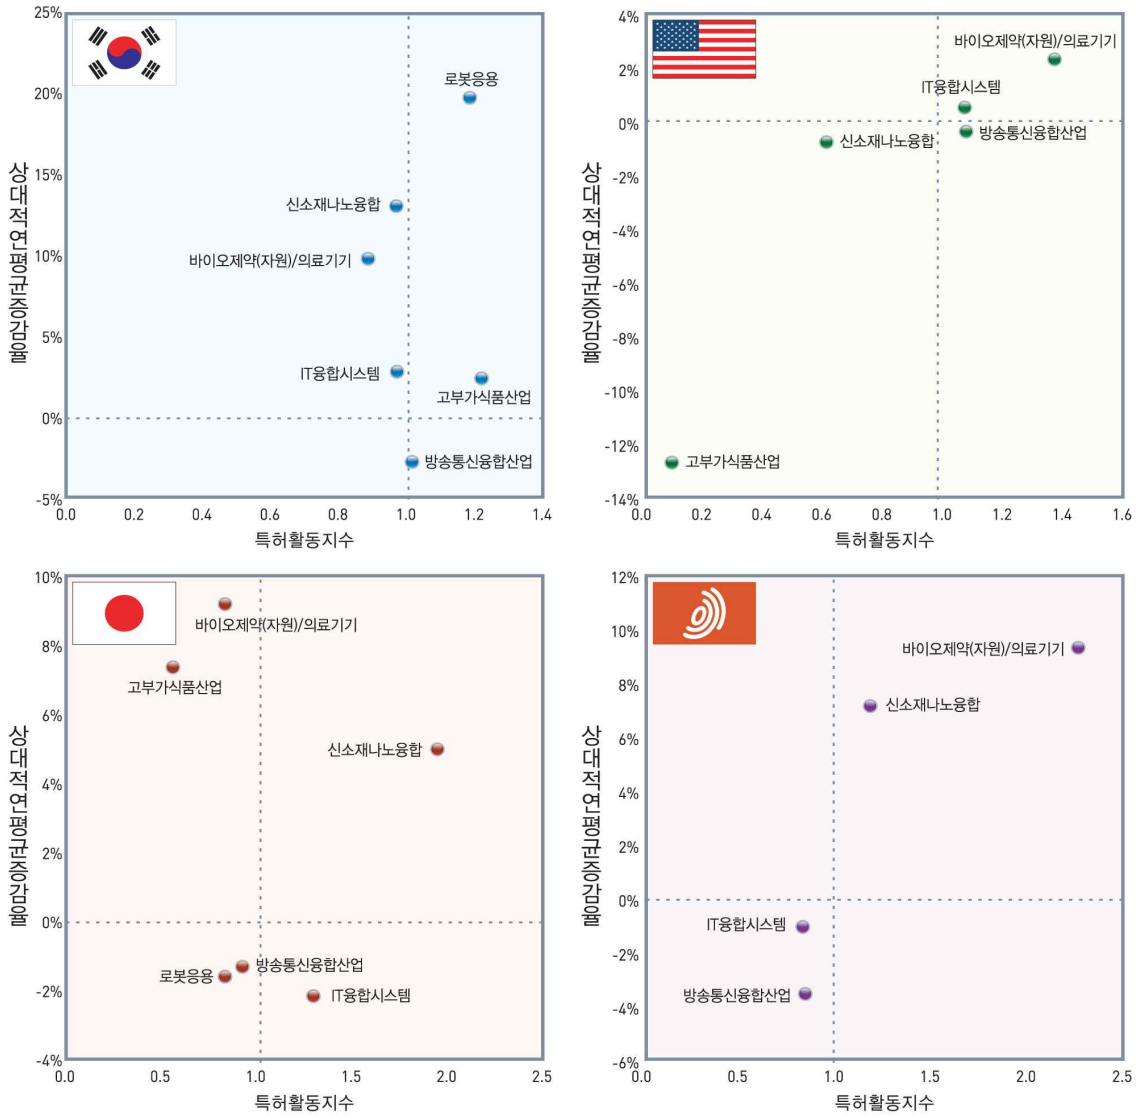 25%
20%
15%
10%
5%
0%
-5%
상대적연평균증감율
로봇응용
신소재나노융합
바이오제약(자원)/의료기기
IT융합시스템
고부가식품산업
방송통신융합산업
0.0 0.2 0.4 0.6 0.8 1.0 1.2 1.4
특허활동지수
4%
2%
0%
-2%
-4%
-6%
-8%
-10%
-12%
-14%
상대적연평균증감율
바이오제약(자원)/의료기기
IT융합시스템
방송통신융합산업
신소재나노융합
고부가식품산업
0.0 0.2 0.4 0.6 0.8 1.0 1.2 1.4 1.6
특허활동지수
10%
8%
6%
4%
2%
0%
-2%
-4%
상대적연평균증감율
바이오제약(자원)/의료기기
고부가식품산업
신소재나노융합
방송통신융합산업
로봇응용
IT융합시스템
0.0 0.5 1.0 1.5 2.0 2.5
특허활동지수
12%
10%
8%
6%
4%
2%
0%
-2%
-4%
-6%
상대적연평균증감율
바이오제약(자원)/의료기기
신소재나노융합
IT융합시스템
방송통신융합산업
0.0 0.5 1.0 1.5 2.0 2.5
특허활동지수